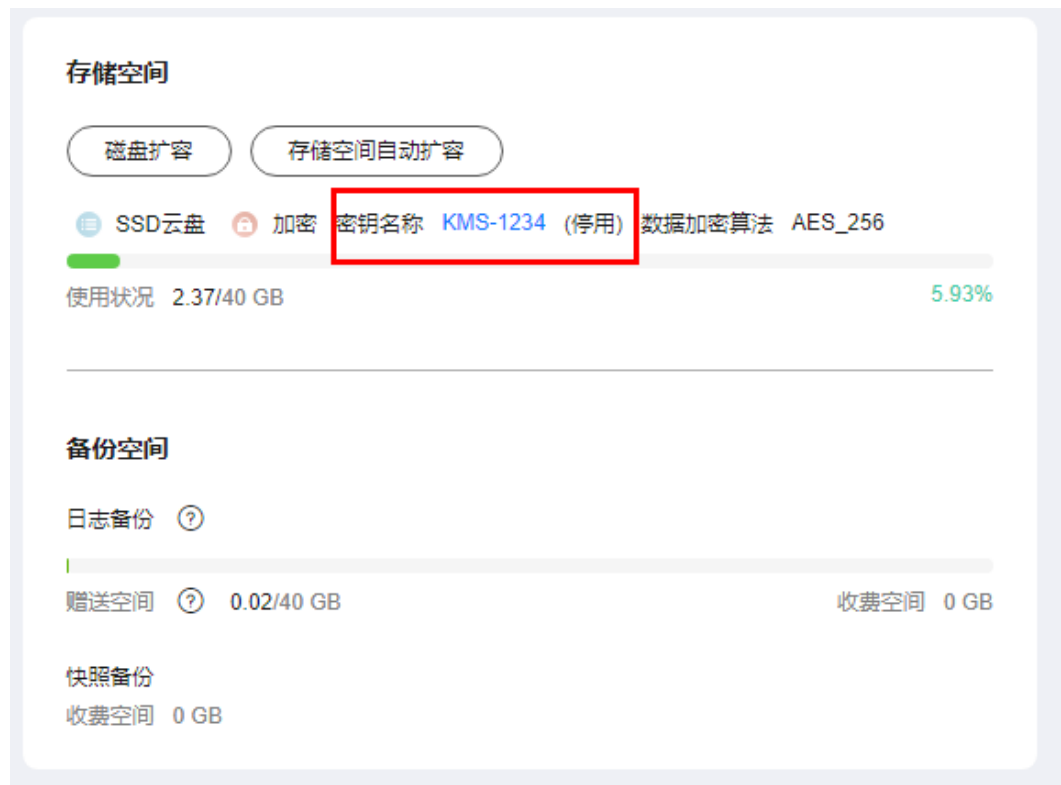 存储空间
磁盘扩容 存储空间自动扩容
SSD云盘 加密 密钥名称 KMS-1234 (停用) 数据加密算法 AES_256
使用状况 2.37/40 GB 5.93%
备份空间
日志备份 ?
赠送空间 ? 0.02/40 GB 收费空间 0 GB
快照备份
收费空间 0 GB